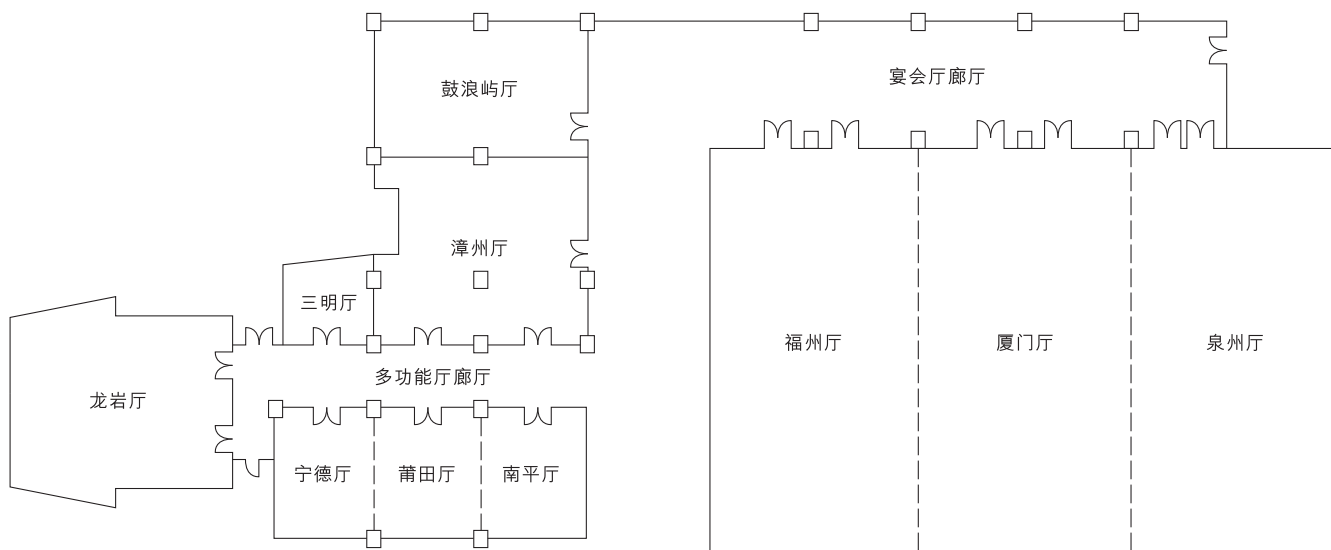 鼓浪屿厅
宴会厅廊厅
漳州厅
三明厅
福州厅
厦门厅
泉州厅
多功能厅廊厅
龙岩厅
宁德厅
莆田厅
南平厅